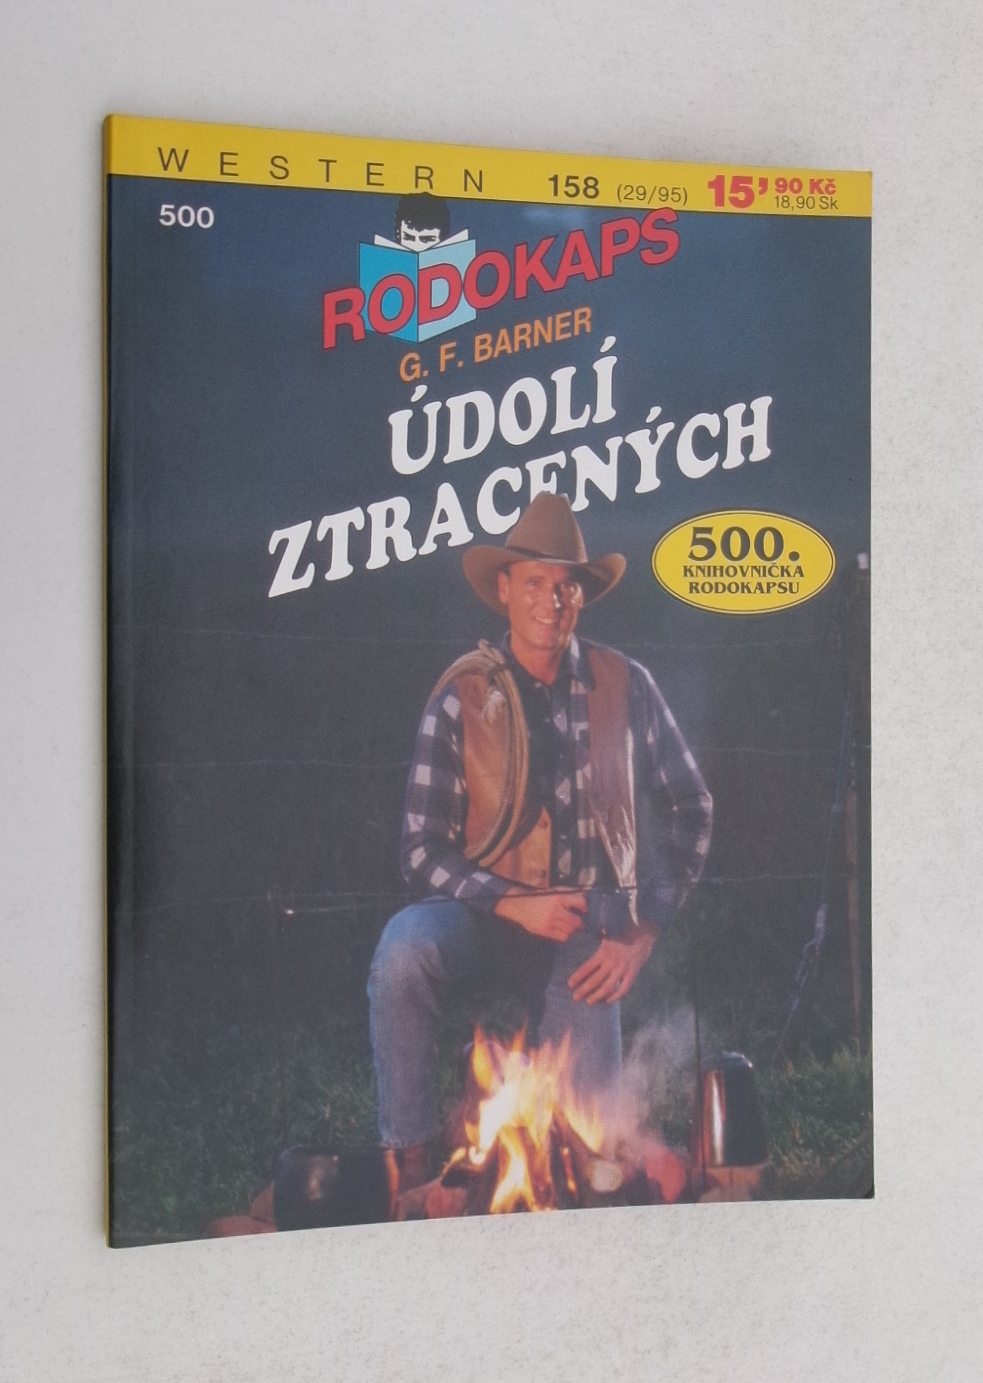 WESTERN 158 (29/95) 15,90 Kč
18,90 Sk
500
RODOKAPS
G. F. BARNER
ÚDOLÍ
ZTRACENÝCH
500.
KNIHOVNIČKA
RODOKAPSU